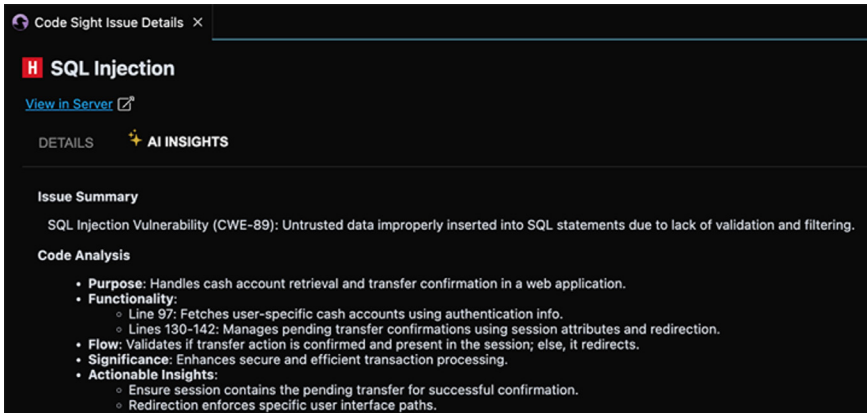 Code Sight Issue Details ×
H SQL Injection
View in Server
DETAILS AI INSIGHTS
Issue Summary
SQL Injection Vulnerability (CWE-89): Untrusted data improperly inserted into SQL statements due to lack of validation and filtering.
Code Analysis
• Purpose: Handles cash account retrieval and transfer confirmation in a web application.
• Functionality:
◦ Line 97: Fetches user-specific cash accounts using authentication info.
◦ Lines 130-142: Manages pending transfer confirmations using session attributes and redirection.
• Flow: Validates if transfer action is confirmed and present in the session; else, it redirects.
• Significance: Enhances secure and efficient transaction processing.
• Actionable Insights:
◦ Ensure session contains the pending transfer for successful confirmation.
◦ Redirection enforces specific user interface paths.